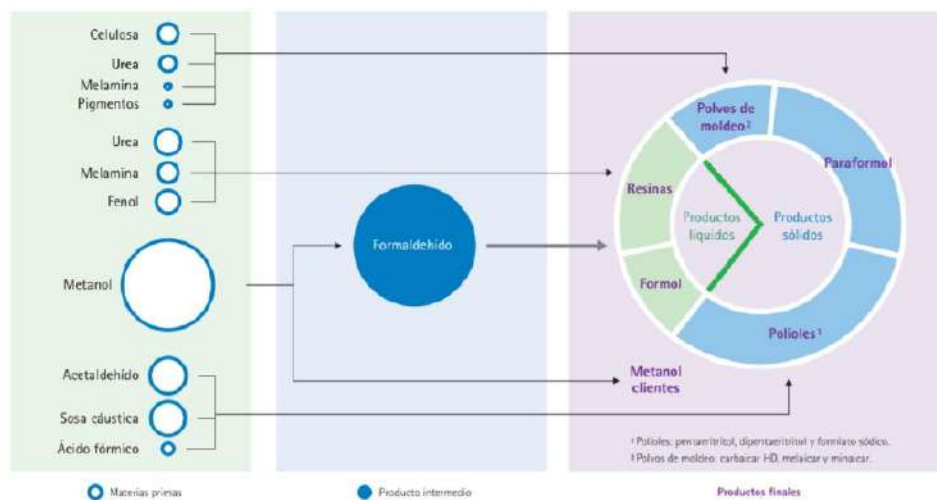 Celulosa
Urea
Melamina
Pigmentos
Urea
Melamina
Fenol
Metanol
Acetaldehído
Sosa cáustica
Ácido fórmico
Formaldehído
Polvos de
moldeo²
Paraformol
Resinas
Productos
líquidos
Productos
sólidos
Formol
Polioles¹
Metanol
clientes
¹ Polioles: pentaeritritol, dipentaeritritol y formiato sódico.
² Polvos de moldeo: carbaicar HD, melaicar y minaicar.
Materias primas
Producto intermedio
Productos finales